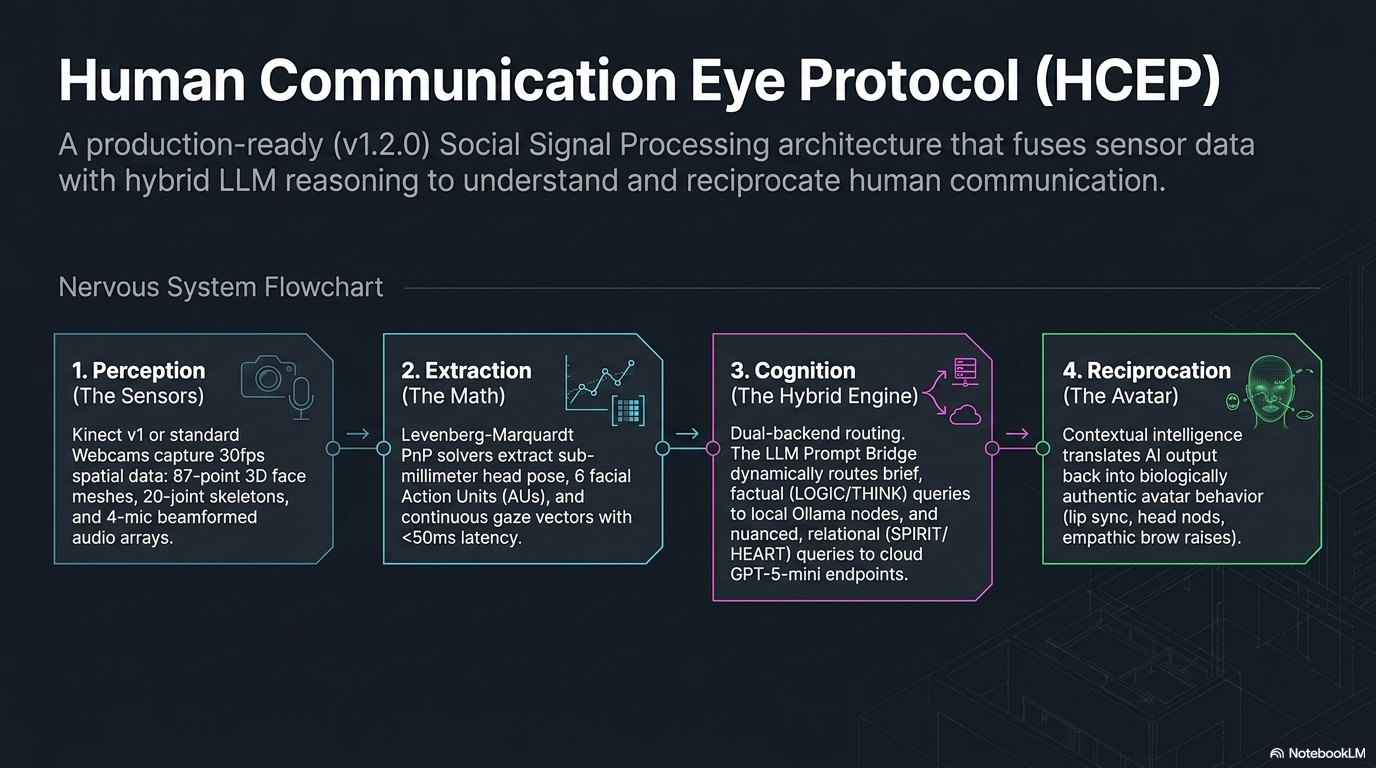 Human Communication Eye Protocol (HCEP)
A production-ready (v1.2.0) Social Signal Processing architecture that fuses sensor data
with hybrid LLM reasoning to understand and reciprocate human communication.
Nervous System Flowchart
1. Perception
(The Sensors)
Kinect v1 or standard
Webcams capture 30fps
spatial data: 87-point 3D face
meshes, 20-joint skeletons,
and 4-mic beamformed
audio arrays.
2. Extraction
(The Math)
Levenberg-Marquardt
PnP solvers extract sub-
millimeter head pose, 6 facial
Action Units (AUs), and
continuous gaze vectors with
<50ms latency.
3. Cognition
(The Hybrid Engine)
Dual-backend routing.
The LLM Prompt Bridge
dynamically routes brief,
factual (LOGIC/THINK) queries
to local Ollama nodes, and
nuanced, relational (SPIRIT/
HEART) queries to cloud
GPT-5-mini endpoints.
4. Reciprocation
(The Avatar)
Contextual intelligence
translates AI output
back into biologically
authentic avatar behavior
(lip sync, head nods,
empathic brow raises).
NotebookLM